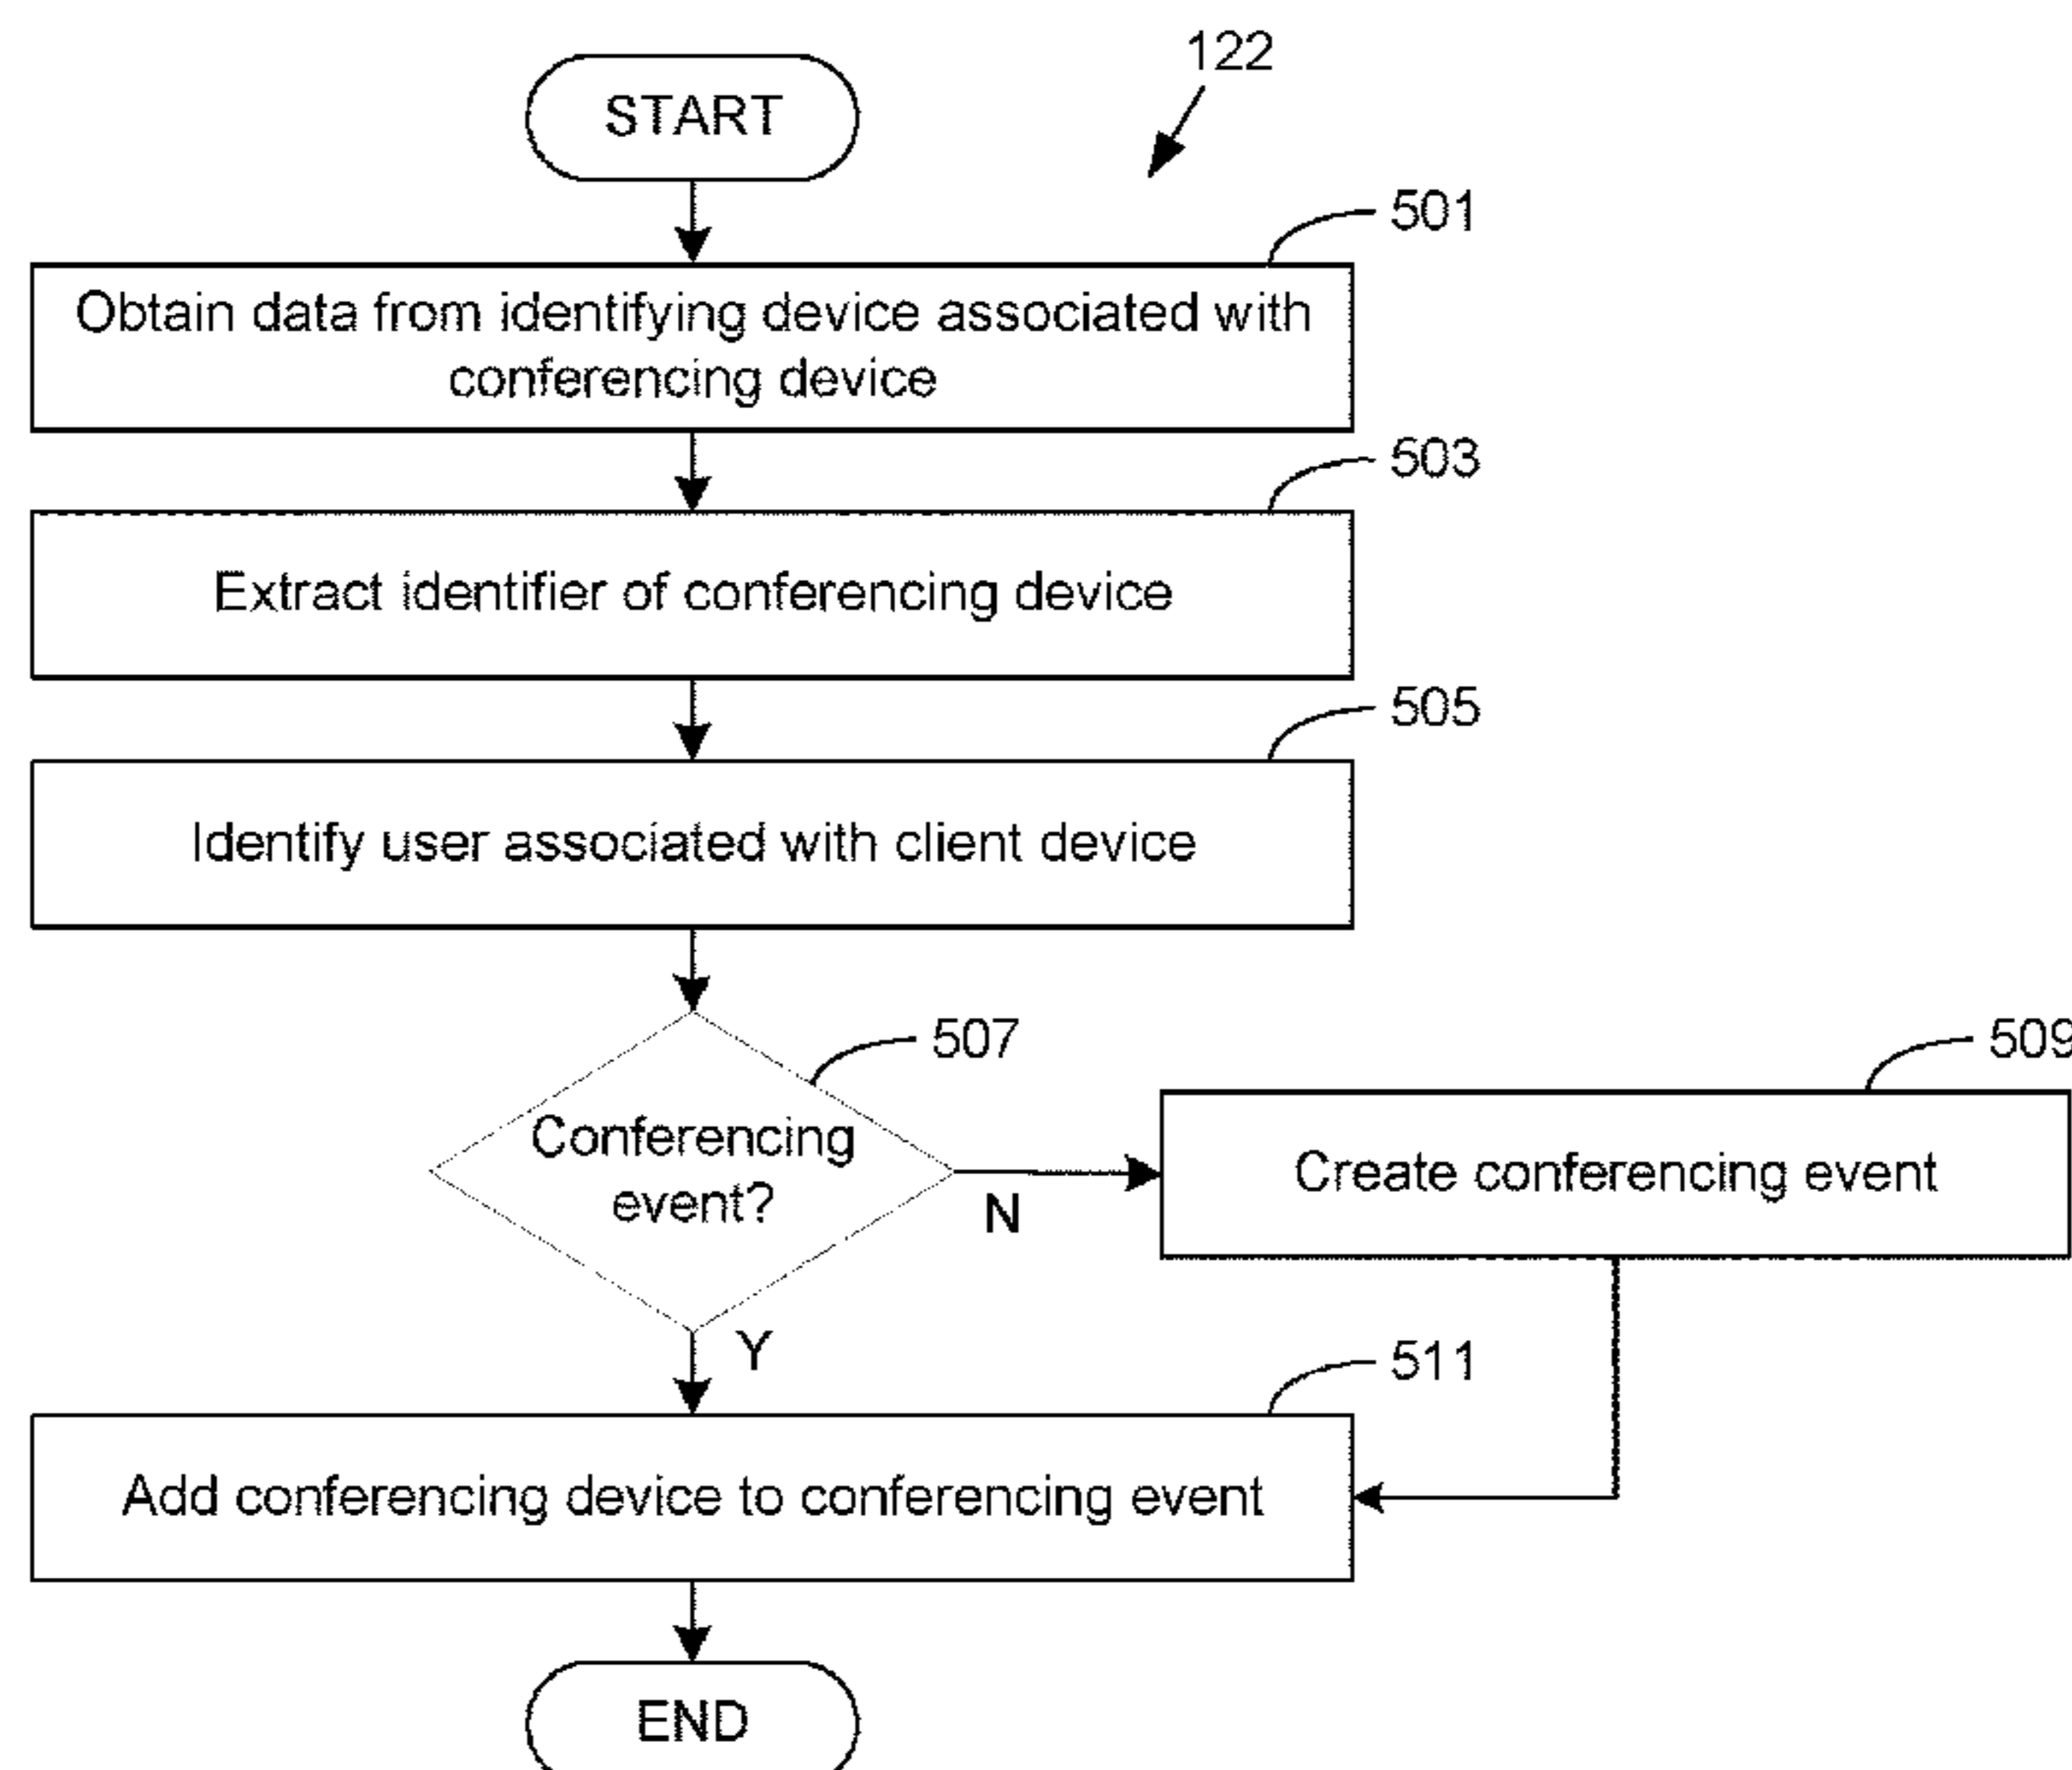 122
START
501
Obtain data from identifying device associated with
conferencing device
503
Extract identifier of conferencing device
505
Identify user associated with client device
507
Conferencing
event?
N
509
Create conferencing event
Y
511
Add conferencing device to conferencing event
END